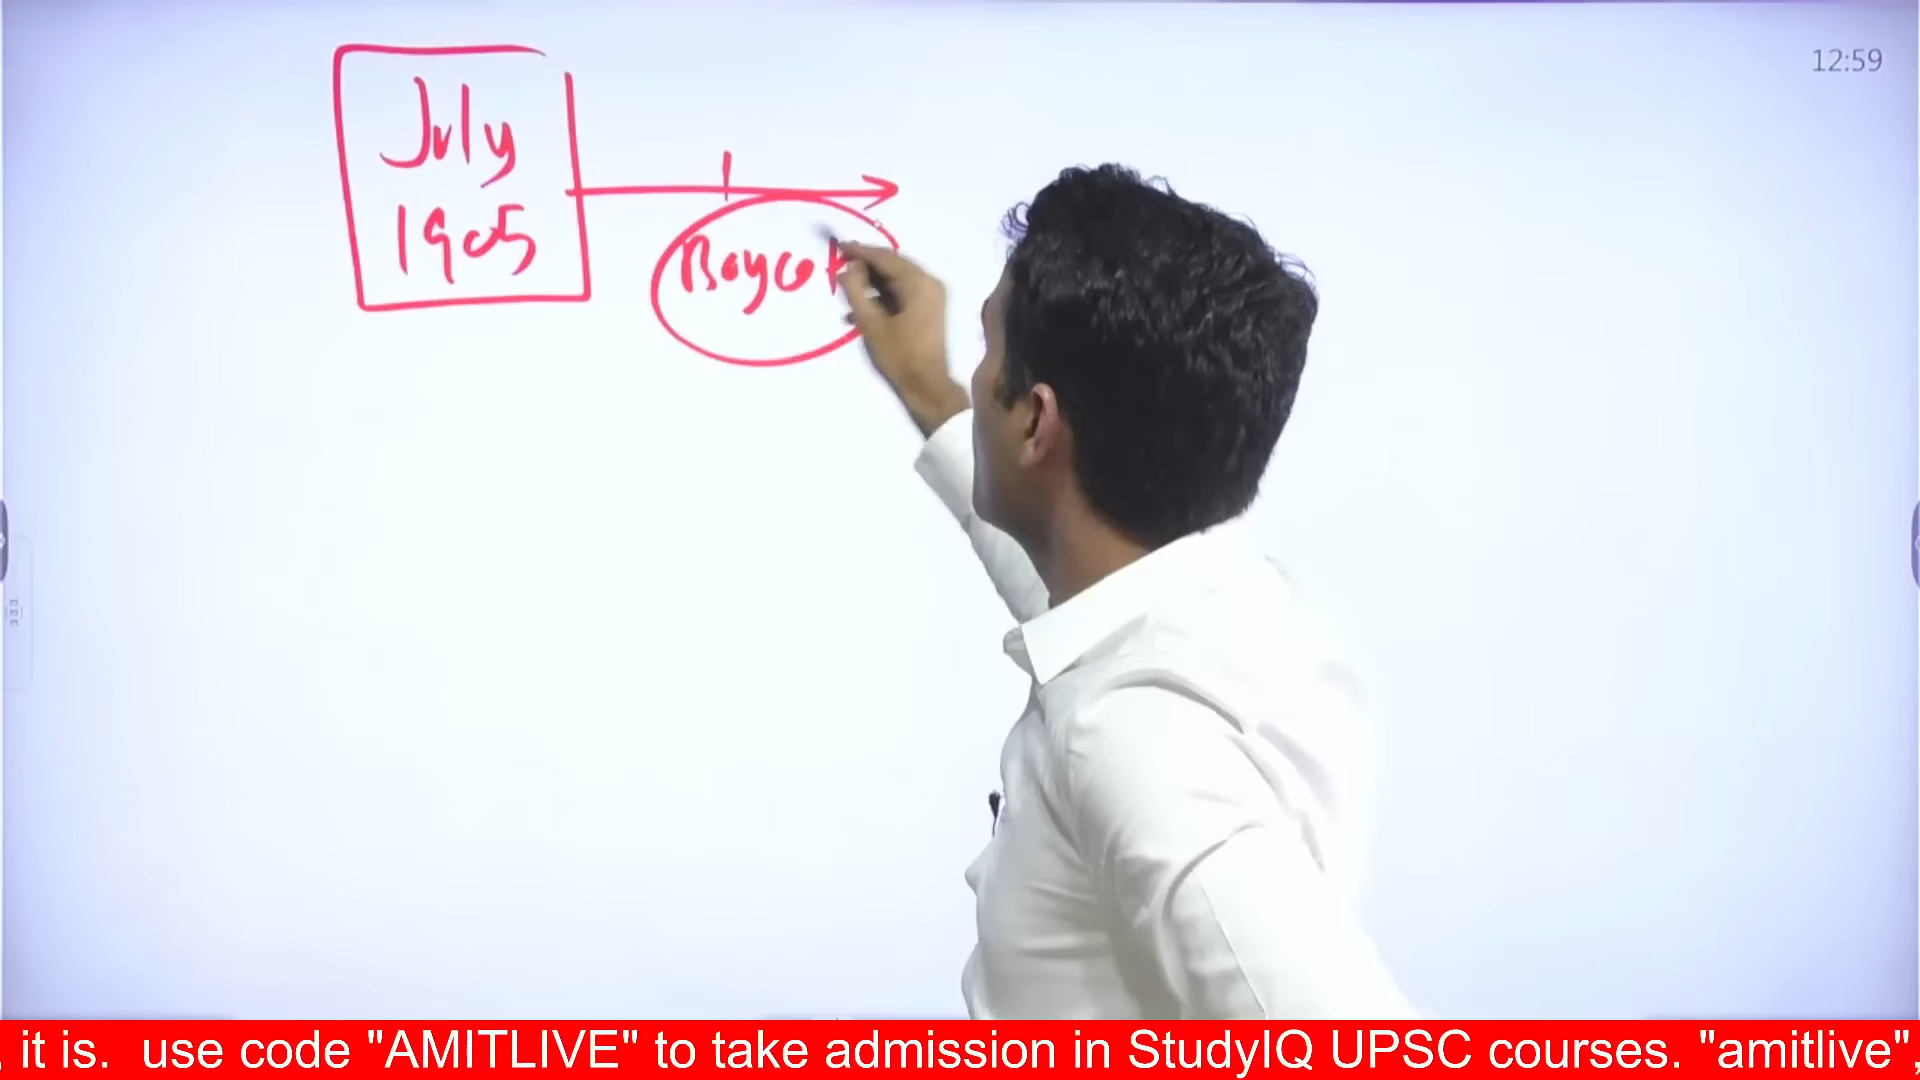 12:59
July
1905
Boycot
, it is. use code "AMITLIVE" to take admission in StudyIQ UPSC courses. "amitlive",